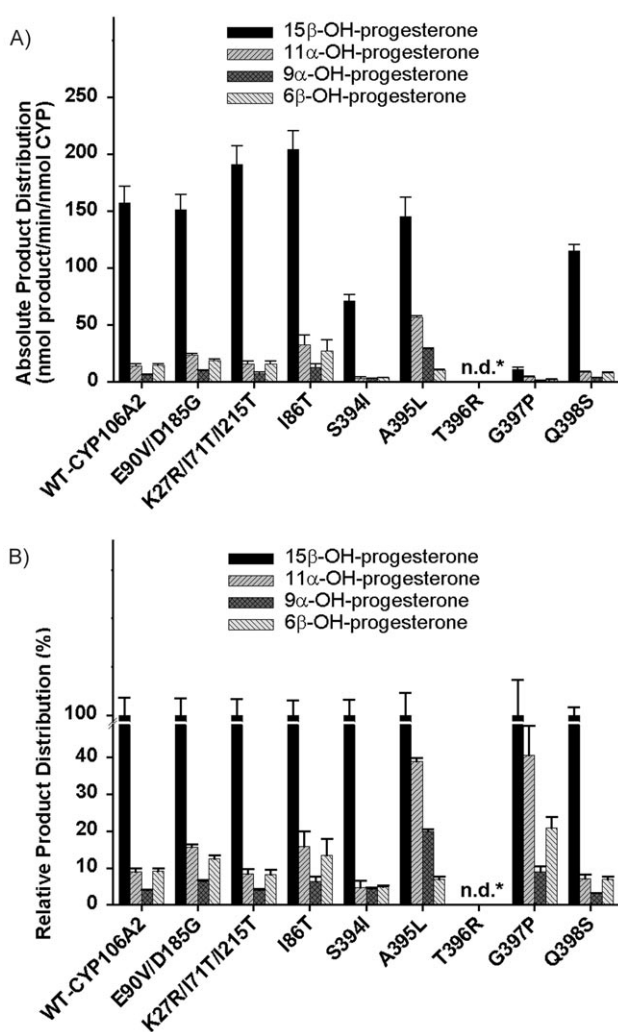 A)
15β-OH-progesterone
11α-OH-progesterone
9α-OH-progesterone
6β-OH-progesterone
Absolute Product Distribution
(nmol product/min/nmol CYP)
250
200
150
100
50
0
n.d.*
WT-CYP106A2
E90V/D185G
K27R/I71T/I215T
I86T
S394I
A395L
T396R
G397P
Q398S
B)
15β-OH-progesterone
11α-OH-progesterone
9α-OH-progesterone
6β-OH-progesterone
Relative Product Distribution (%)
100
40
30
20
10
0
n.d.*
WT-CYP106A2
E90V/D185G
K27R/I71T/I215T
I86T
S394I
A395L
T396R
G397P
Q398S